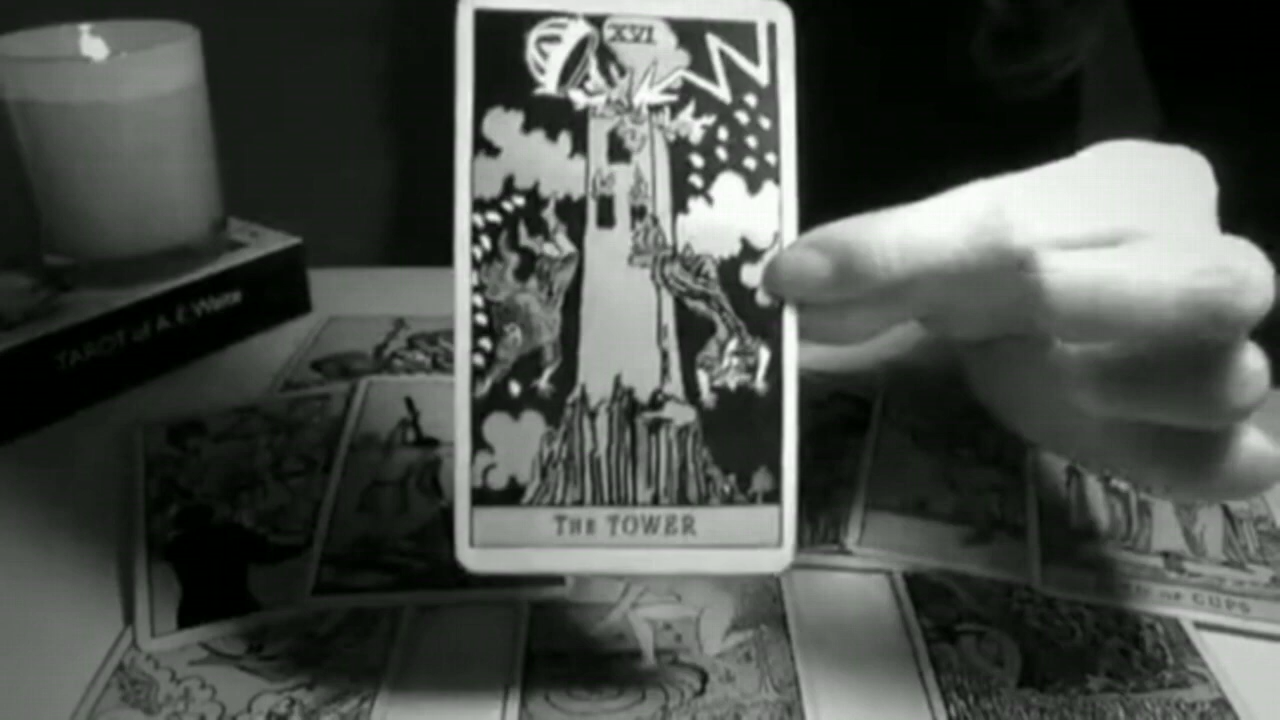 XVI
THE TOWER
TAROT of A. E. Waite
OF CUPS